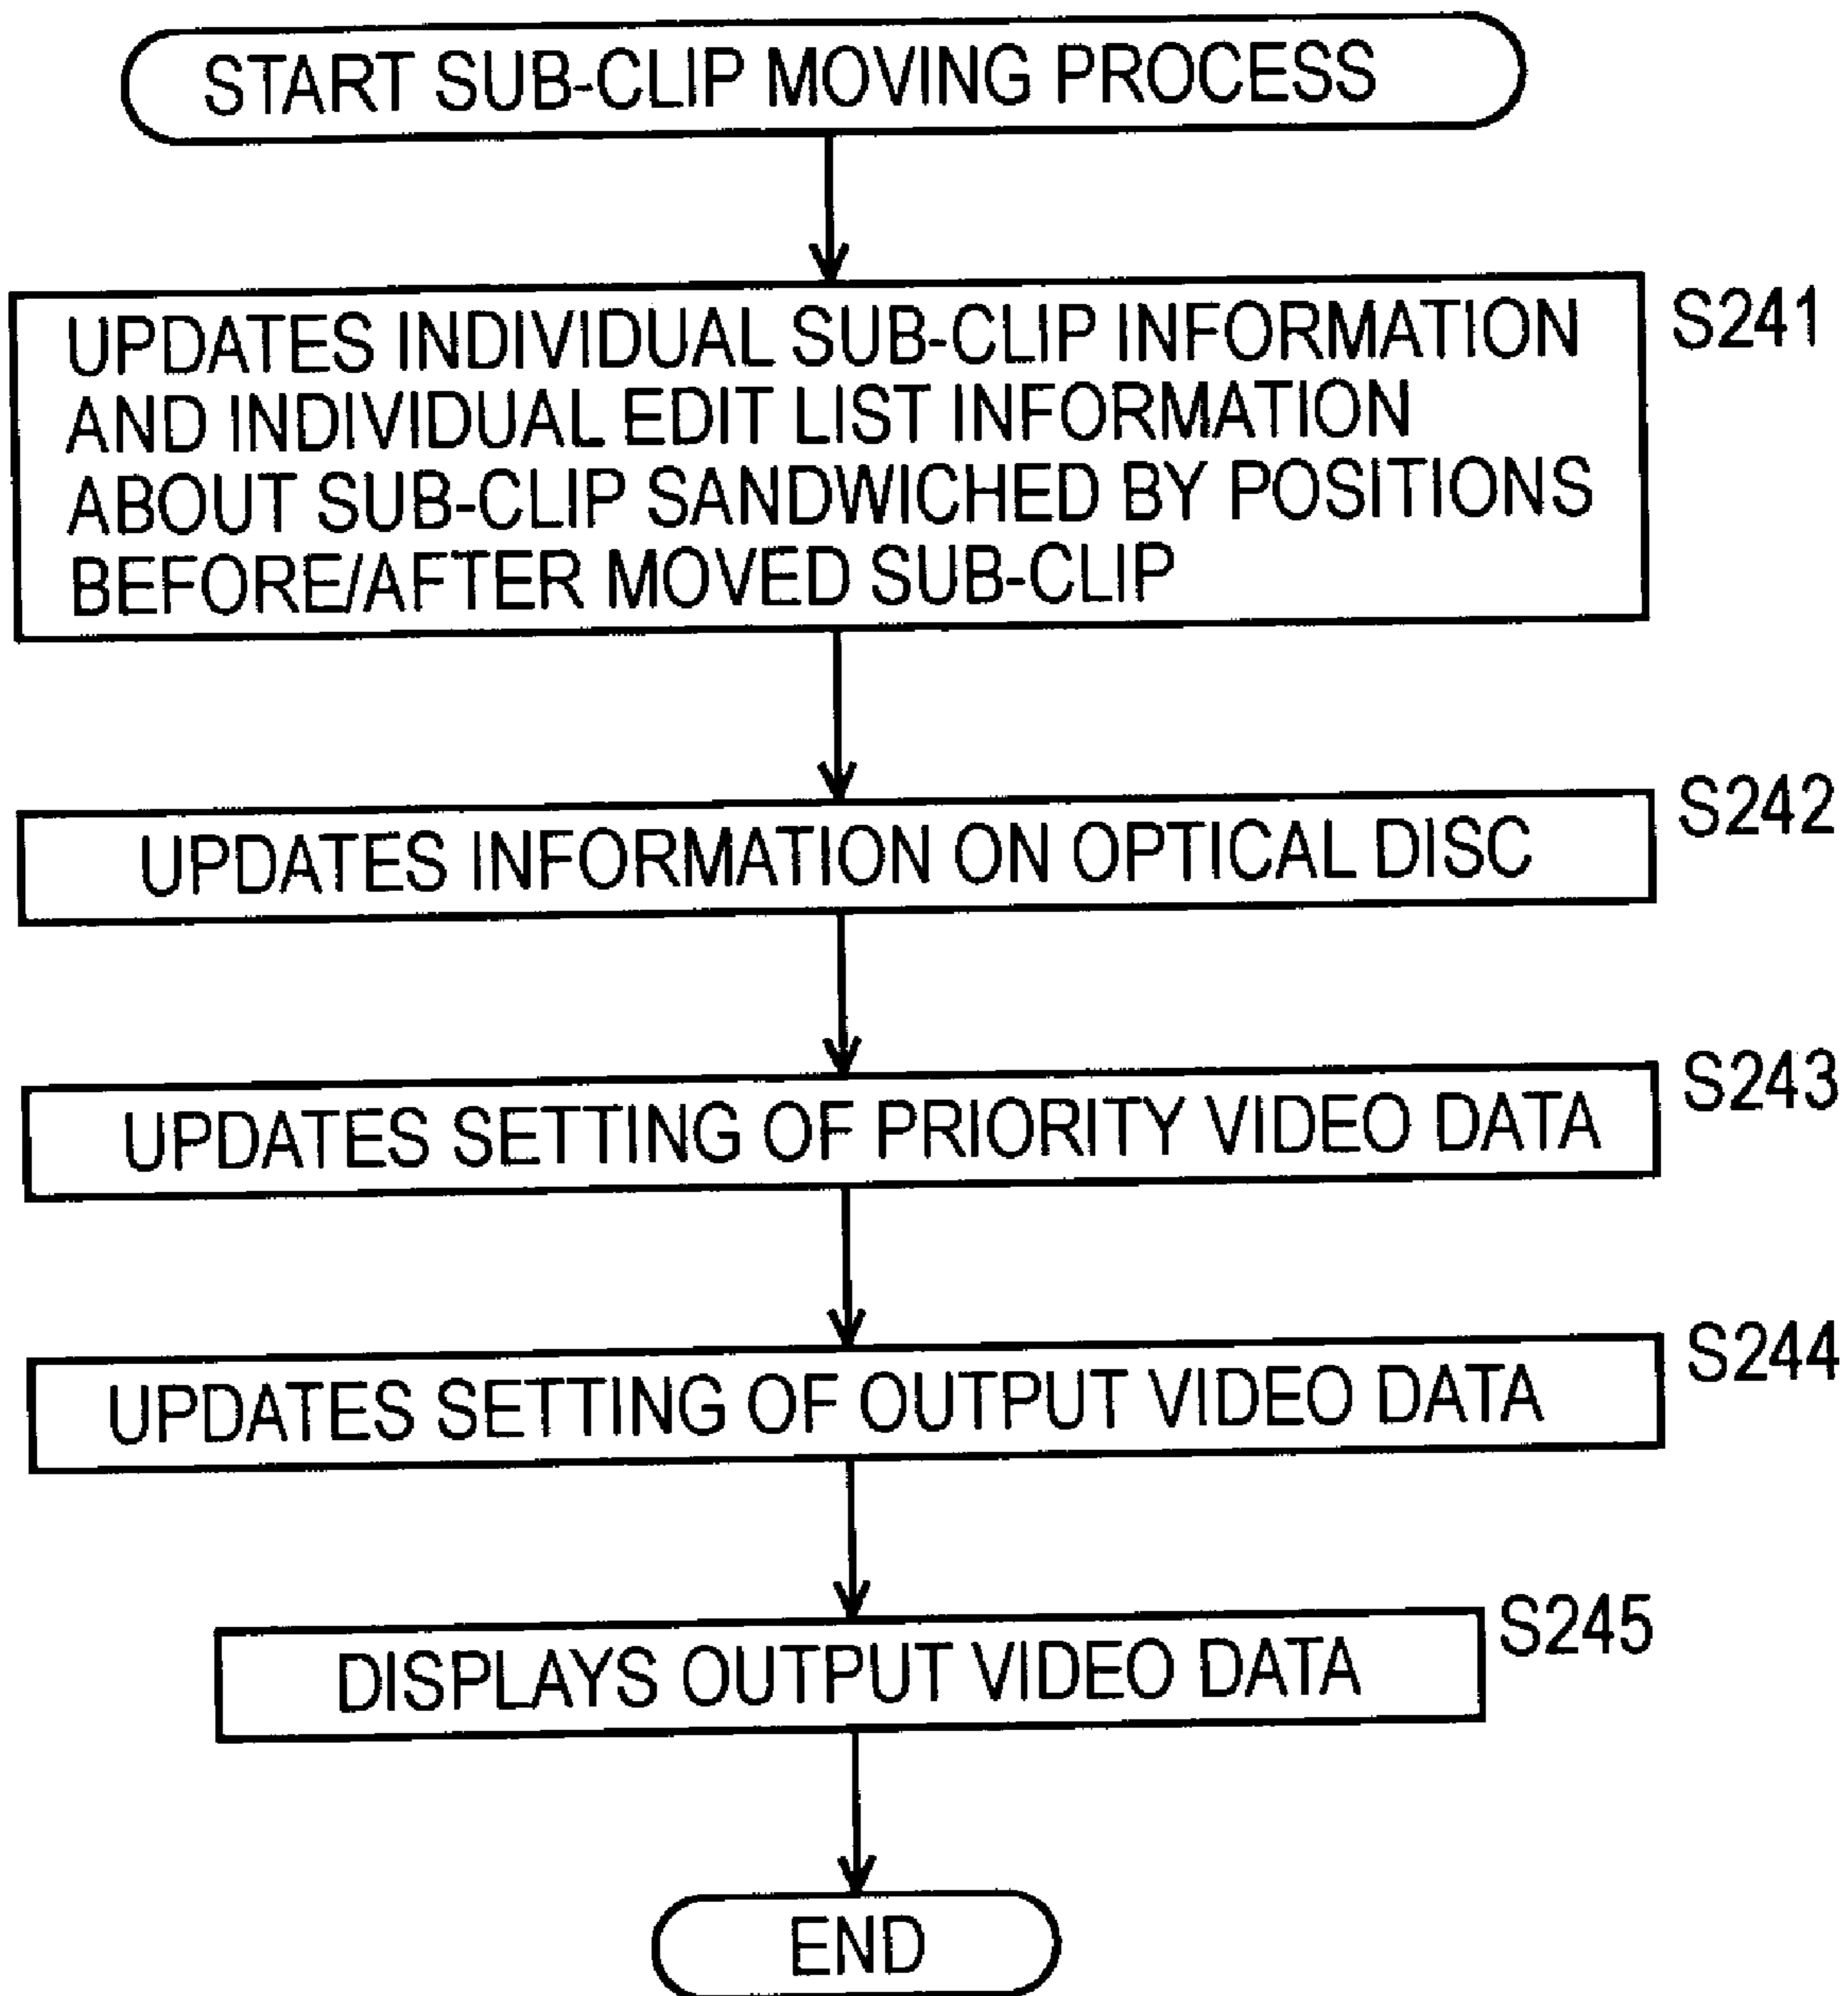 START SUB-CLIP MOVING PROCESS
S241
UPDATES INDIVIDUAL SUB-CLIP INFORMATION
AND INDIVIDUAL EDIT LIST INFORMATION
ABOUT SUB-CLIP SANDWICHED BY POSITIONS
BEFORE/AFTER MOVED SUB-CLIP
S242
UPDATES INFORMATION ON OPTICAL DISC
S243
UPDATES SETTING OF PRIORITY VIDEO DATA
S244
UPDATES SETTING OF OUTPUT VIDEO DATA
S245
DISPLAYS OUTPUT VIDEO DATA
END